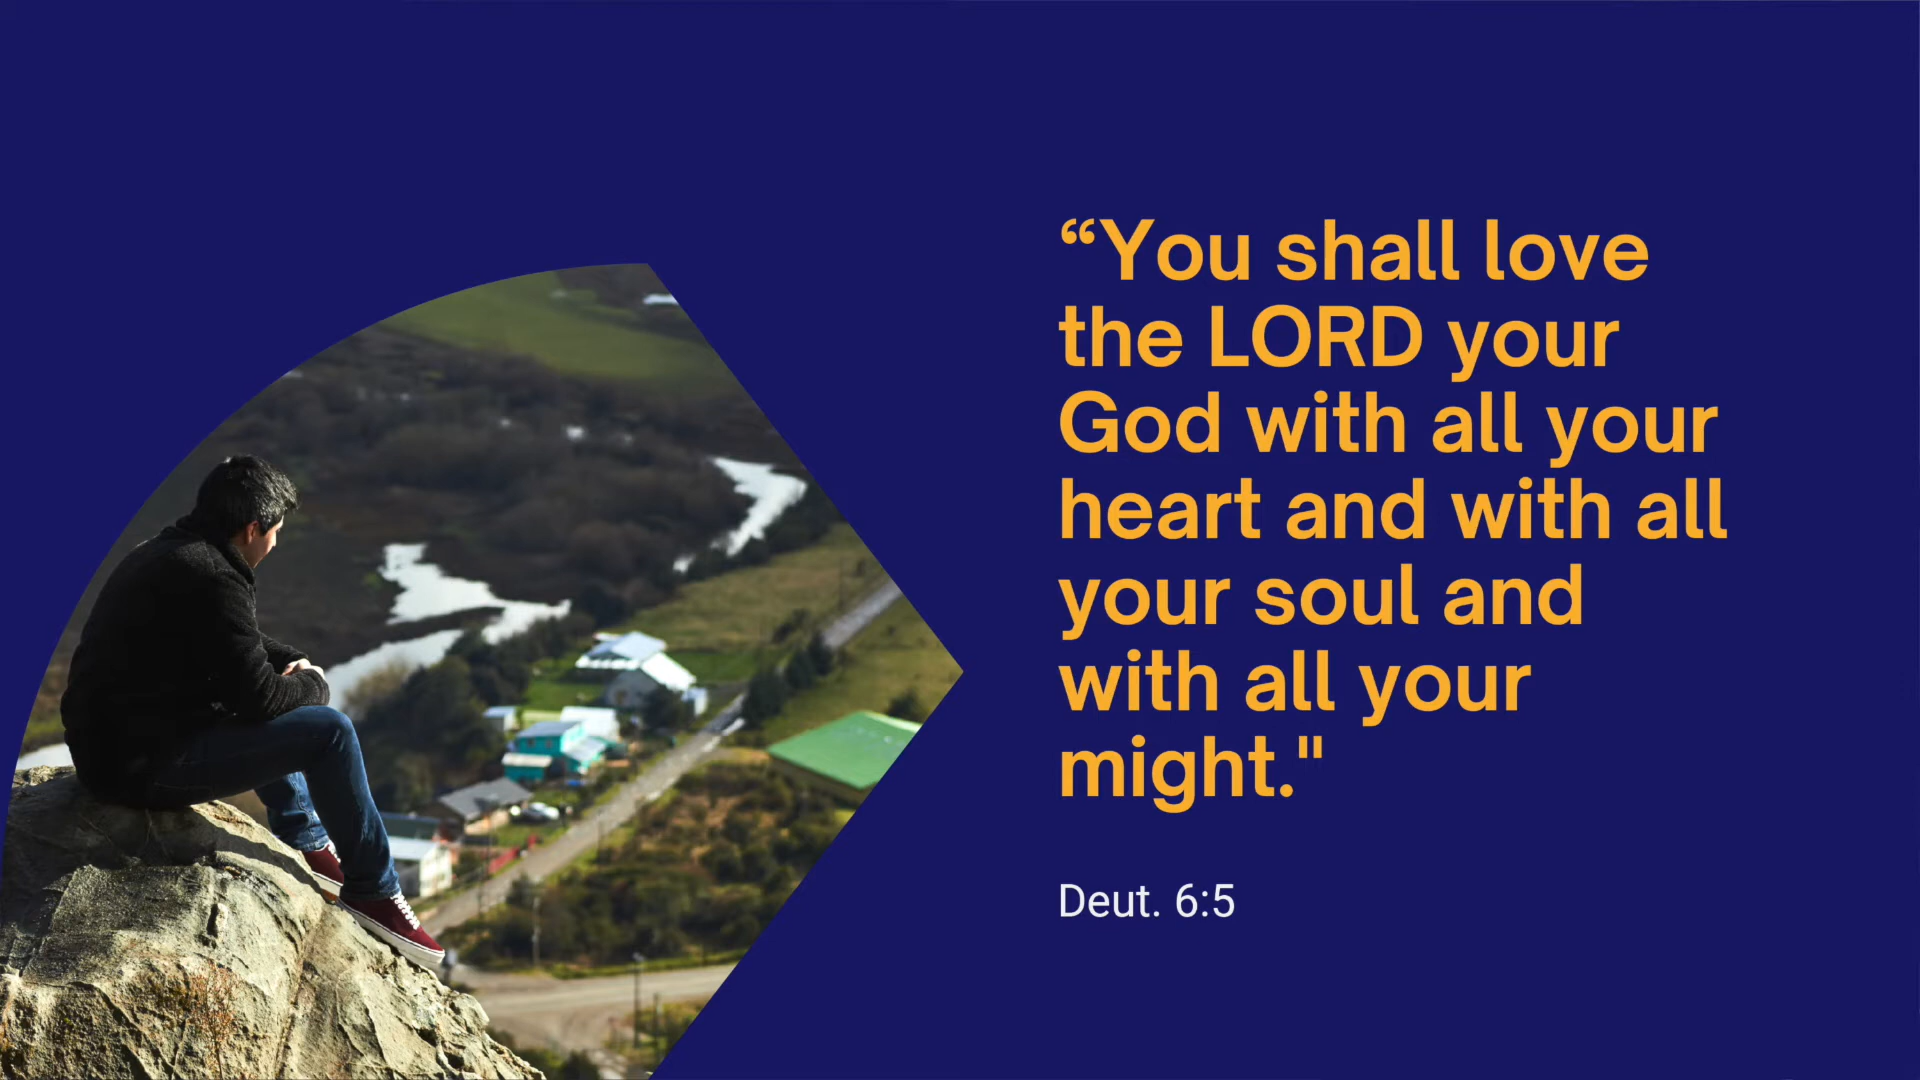 “You shall love
the LORD your
God with all your
heart and with all
your soul and
with all your
might."
Deut. 6:5